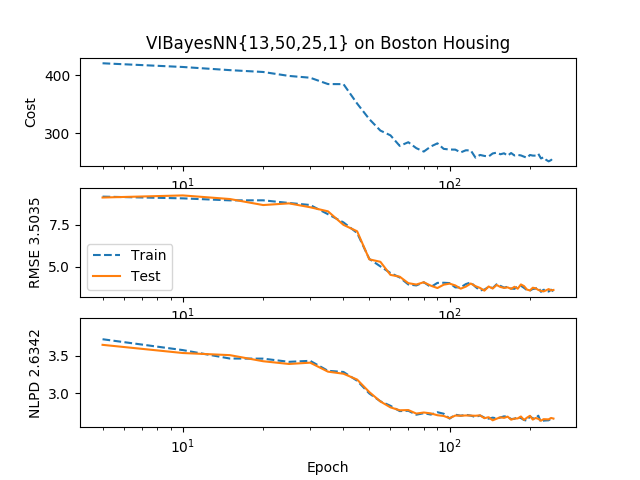 VIBayesNN{13,50,25,1} on Boston Housing
Cost
400
300
10¹
10²
RMSE 3.5035
7.5
5.0
Train
Test
10¹
10²
NLPD 2.6342
3.5
3.0
10¹
10²
Epoch